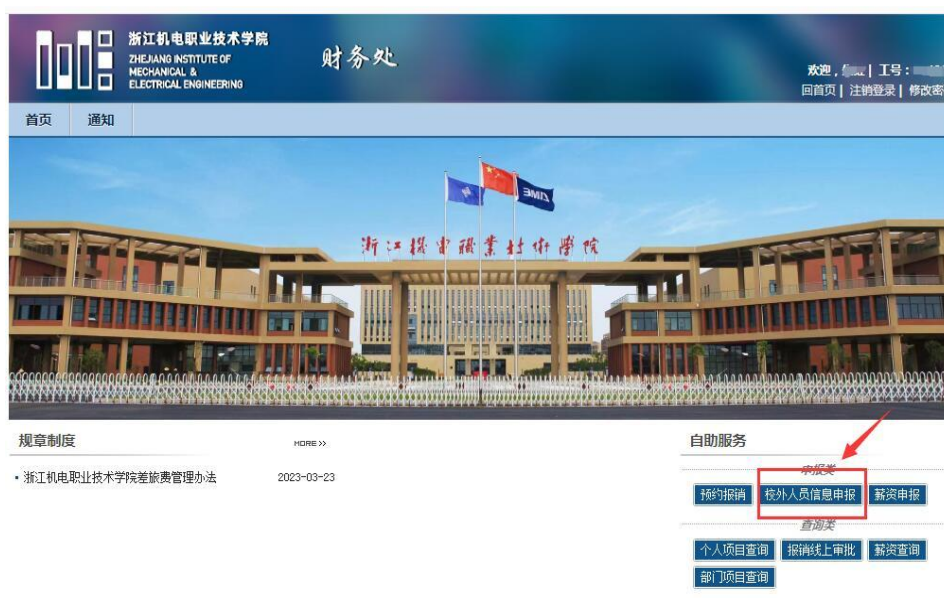 浙江机电职业技术学院
ZHEJIANG INSTITUTE OF
MECHANICAL &
ELECTRICAL ENGINEERING
财务处
欢迎, | 工号:
回首页 | 注销登录 | 修改密
首页 通知
ZIME
浙江機电職業技術學院
规章制度 MORE >>
自助服务
• 浙江机电职业技术学院差旅费管理办法 2023-03-23
申报类
预约报销 校外人员信息申报 薪资申报
查询类
个人项目查询 报销线上审批 薪资查询
部门项目查询